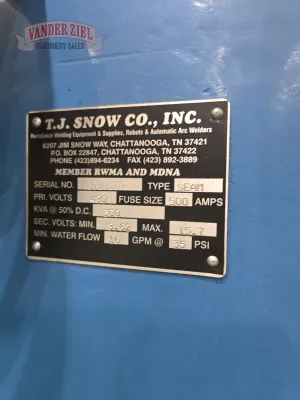 VANDER ZIEL
MACHINERY SALES
T.J. SNOW CO., INC.
Resistance Welding Equipment & Supplies, Robots & Automatic Arc Welders
6207 JIM SNOW WAY, CHATTANOOGA, TN 37421
P.O. BOX 22847, CHATTANOOGA, TN 37422
PHONE (423)894-6234 FAX (423) 892-3889
MEMBER RWMA AND MDNA
SERIAL NO. TYPE SEAM
PRI. VOLTS FUSE SIZE 500 AMPS
KVA @ 50% D.C.
SEC. VOLTS: MIN. MAX. 15.7
MIN. WATER FLOW GPM @ 35 PSI